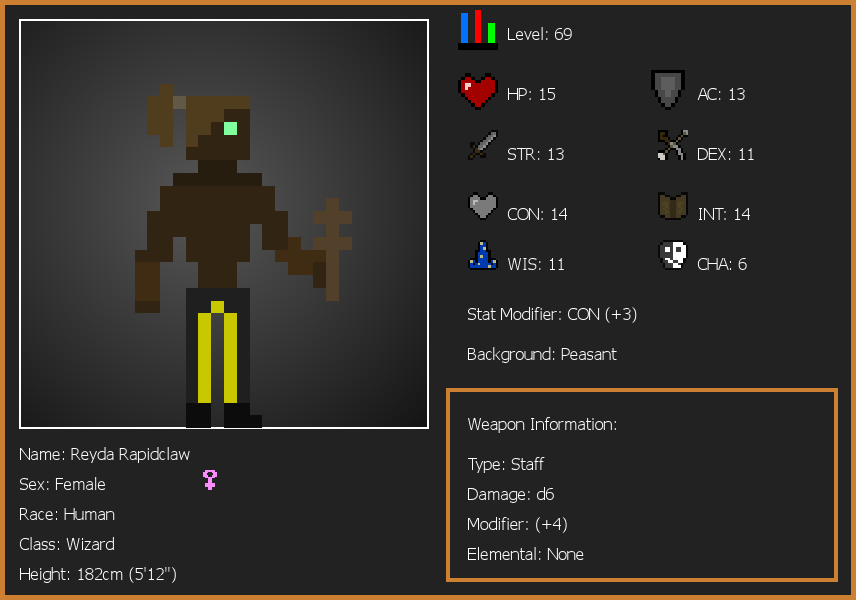 Level: 69
HP: 15
AC: 13
STR: 13
DEX: 11
CON: 14
INT: 14
WIS: 11
CHA: 6
Stat Modifier: CON (+3)
Background: Peasant
Weapon Information:
Type: Staff
Damage: d6
Modifier: (+4)
Elemental: None
Name: Reyda Rapidclaw
Sex: Female
Race: Human
Class: Wizard
Height: 182cm (5'12")